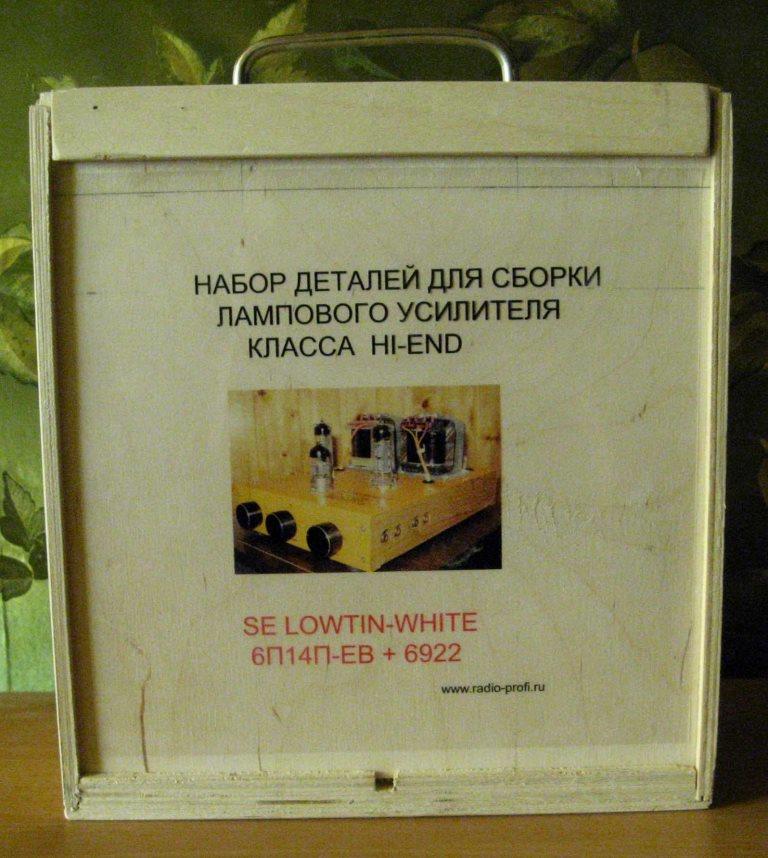 НАБОР ДЕТАЛЕЙ ДЛЯ СБОРКИ
ЛАМПОВОГО УСИЛИТЕЛЯ
КЛАССА HI-END
SE LOWTIN-WHITE
6П14П-ЕВ + 6922
www.radio-profi.ru